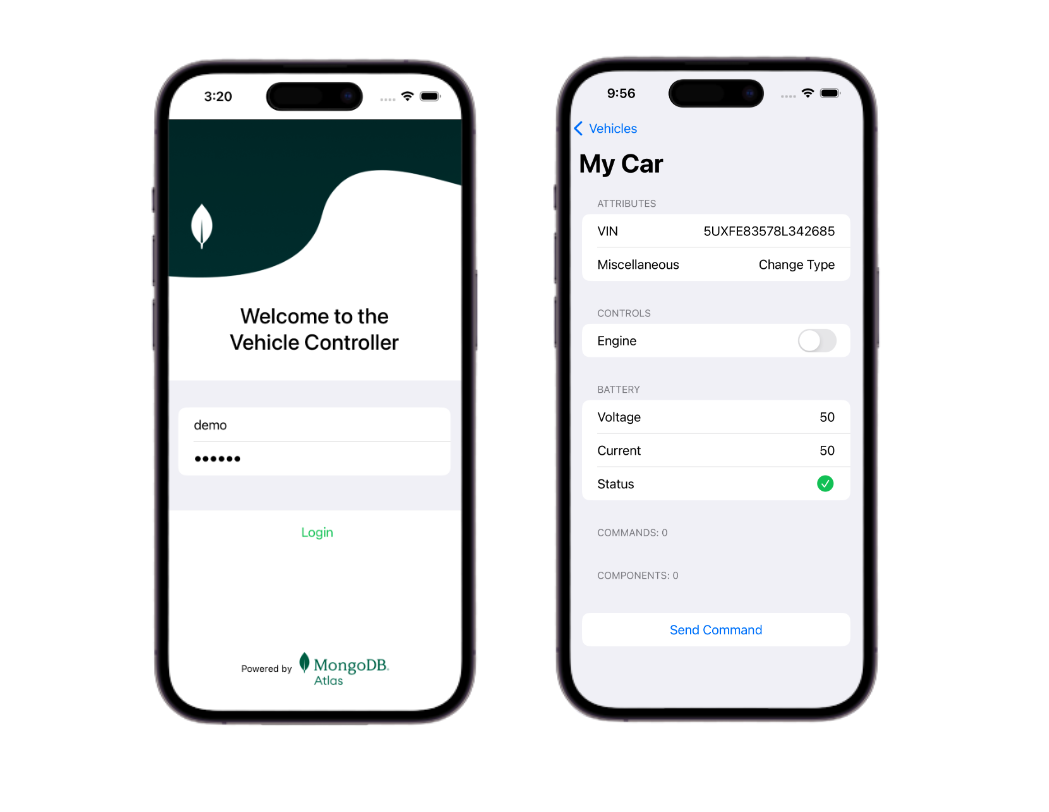 3:20
Welcome to the
Vehicle Controller
demo
••••••
Login
Powered by MongoDB.
Atlas
9:56
Vehicles
My Car
ATTRIBUTES
VIN 5UXFE83578L342685
Miscellaneous Change Type
CONTROLS
Engine
BATTERY
Voltage 50
Current 50
Status
COMMANDS: 0
COMPONENTS: 0
Send Command